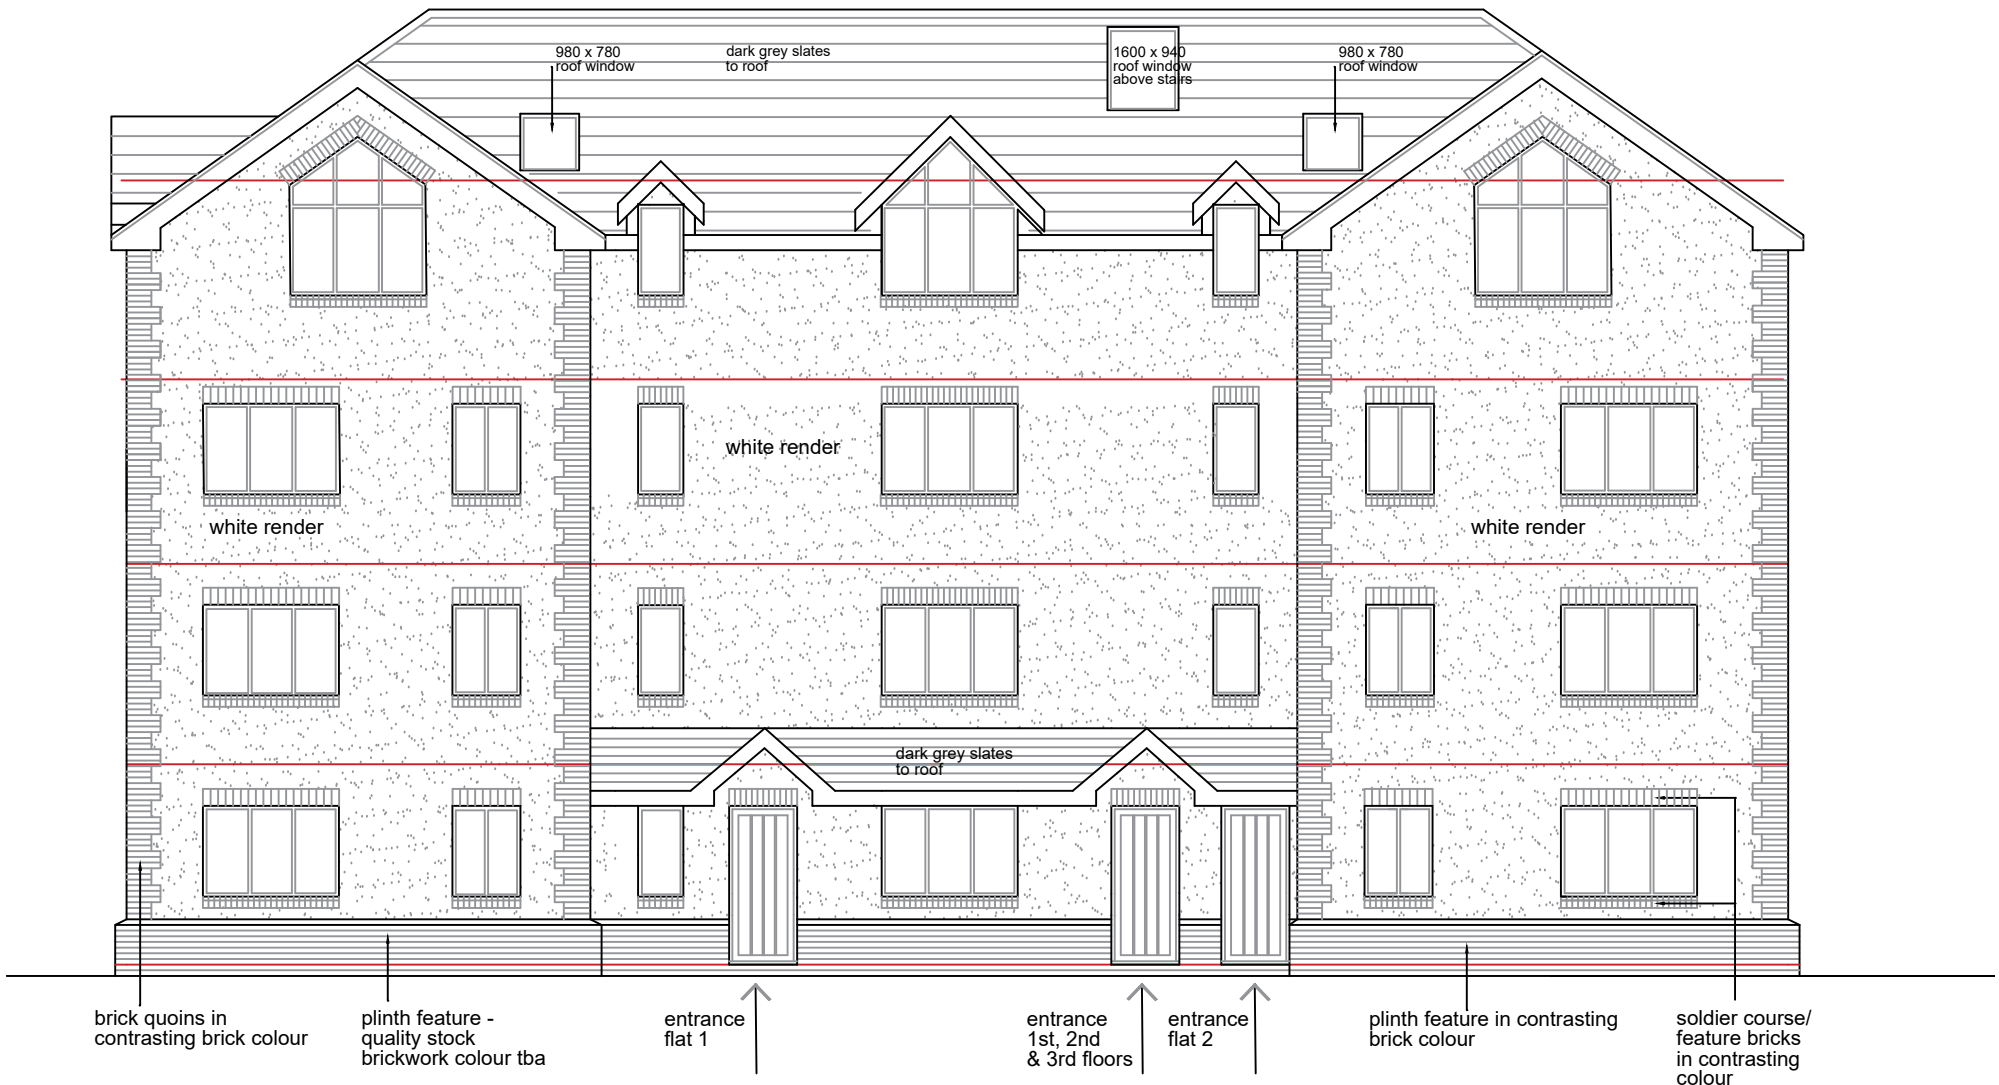 980 x 780
roof window
dark grey slates
to roof
1600 x 940
roof window
above stairs
980 x 780
roof window
white render
white render
white render
dark grey slates
to roof
brick quoins in
contrasting brick colour
plinth feature -
quality stock
brickwork colour tba
entrance
flat 1
entrance
1st, 2nd
& 3rd floors
entrance
flat 2
plinth feature in contrasting
brick colour
soldier course/
feature bricks
in contrasting
colour